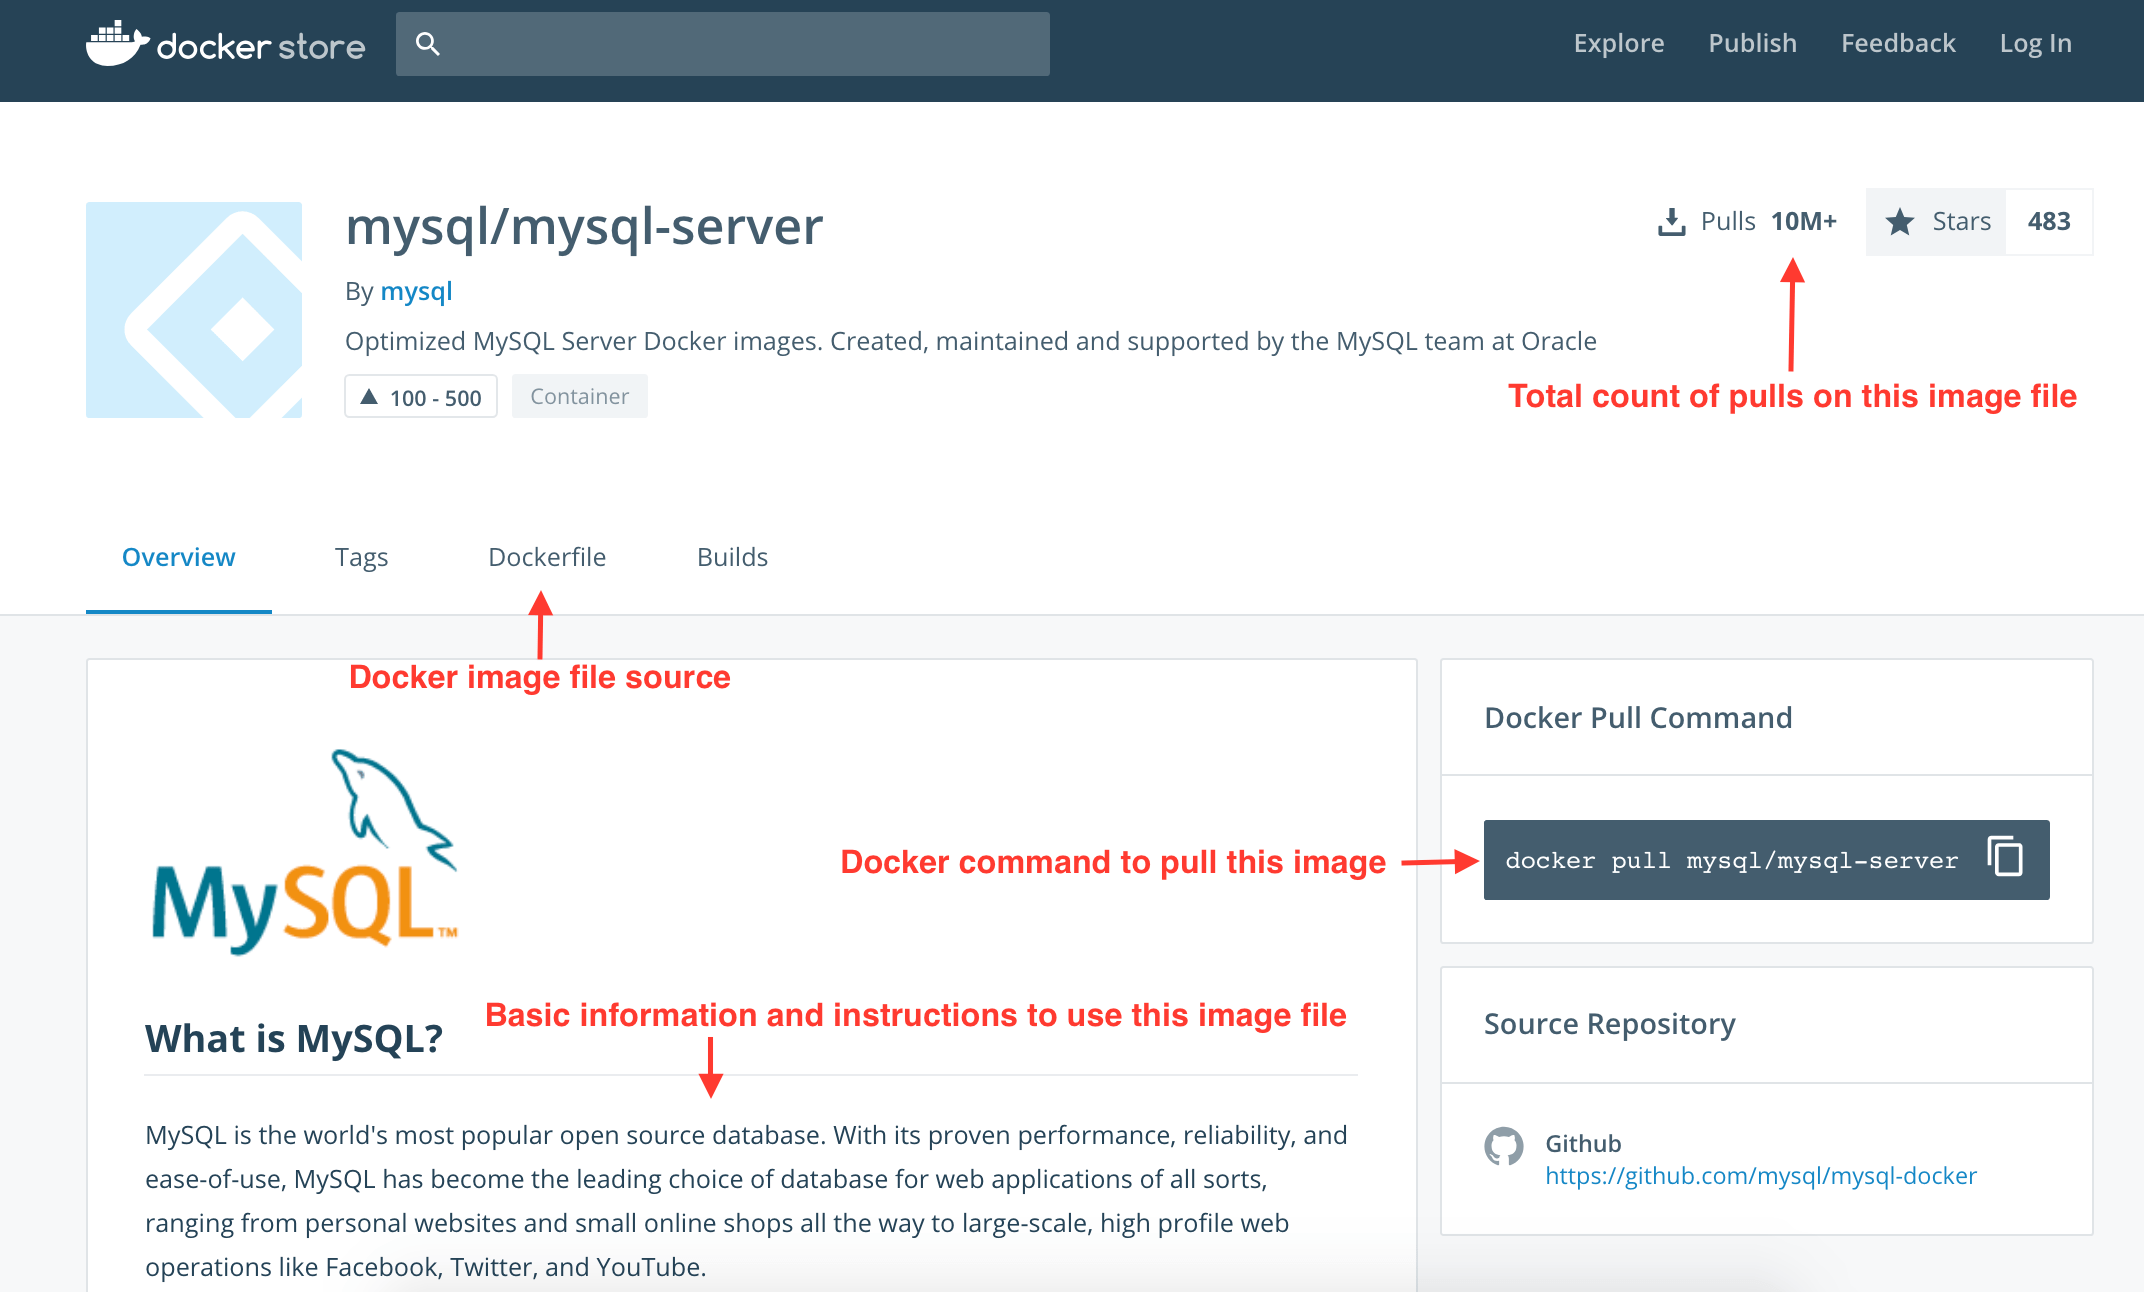 docker store
Explore
Publish
Feedback
Log In
mysql/mysql-server
Pulls 10M+
Stars
483
By mysql
Optimized MySQL Server Docker images. Created, maintained and supported by the MySQL team at Oracle
100 - 500
Container
Total count of pulls on this image file
Overview
Tags
Dockerfile
Builds
Docker image file source
Docker Pull Command
MySQL™
Docker command to pull this image
docker pull mysql/mysql-server
What is MySQL?
Basic information and instructions to use this image file
Source Repository
MySQL is the world's most popular open source database. With its proven performance, reliability, and
ease-of-use, MySQL has become the leading choice of database for web applications of all sorts,
ranging from personal websites and small online shops all the way to large-scale, high profile web
operations like Facebook, Twitter, and YouTube.
Github
https://github.com/mysql/mysql-docker